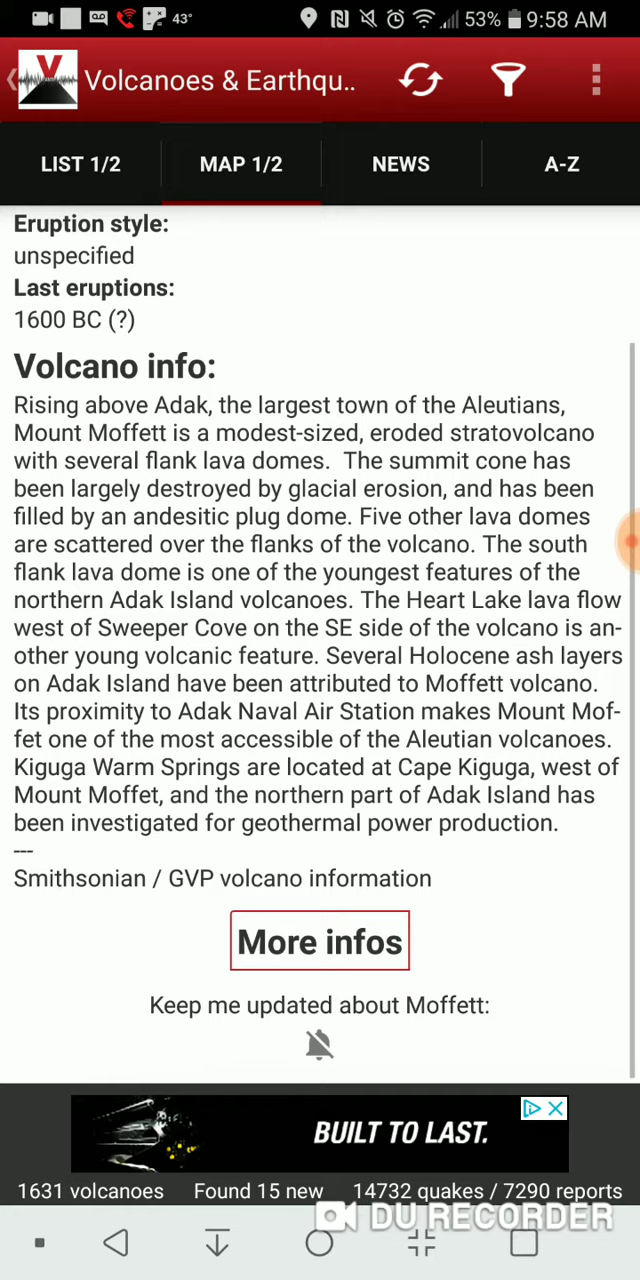 43°
53%
9:58 AM
V
Volcanoes & Earthqu..
LIST 1/2
MAP 1/2
NEWS
A-Z
Eruption style:
unspecified
Last eruptions:
1600 BC (?)
Volcano info:
Rising above Adak, the largest town of the Aleutians,
Mount Moffett is a modest-sized, eroded stratovolcano
with several flank lava domes.  The summit cone has
been largely destroyed by glacial erosion, and has been
filled by an andesitic plug dome. Five other lava domes
are scattered over the flanks of the volcano. The south
flank lava dome is one of the youngest features of the
northern Adak Island volcanoes. The Heart Lake lava flow
west of Sweeper Cove on the SE side of the volcano is an-
other young volcanic feature. Several Holocene ash layers
on Adak Island have been attributed to Moffett volcano.
Its proximity to Adak Naval Air Station makes Mount Mof-
fet one of the most accessible of the Aleutian volcanoes.
Kiguga Warm Springs are located at Cape Kiguga, west of
Mount Moffet, and the northern part of Adak Island has
been investigated for geothermal power production.
---
Smithsonian / GVP volcano information
More infos
Keep me updated about Moffett:
BUILT TO LAST.
1631 volcanoes
Found 15 new
14732 quakes / 7290 reports
DU RECORDER